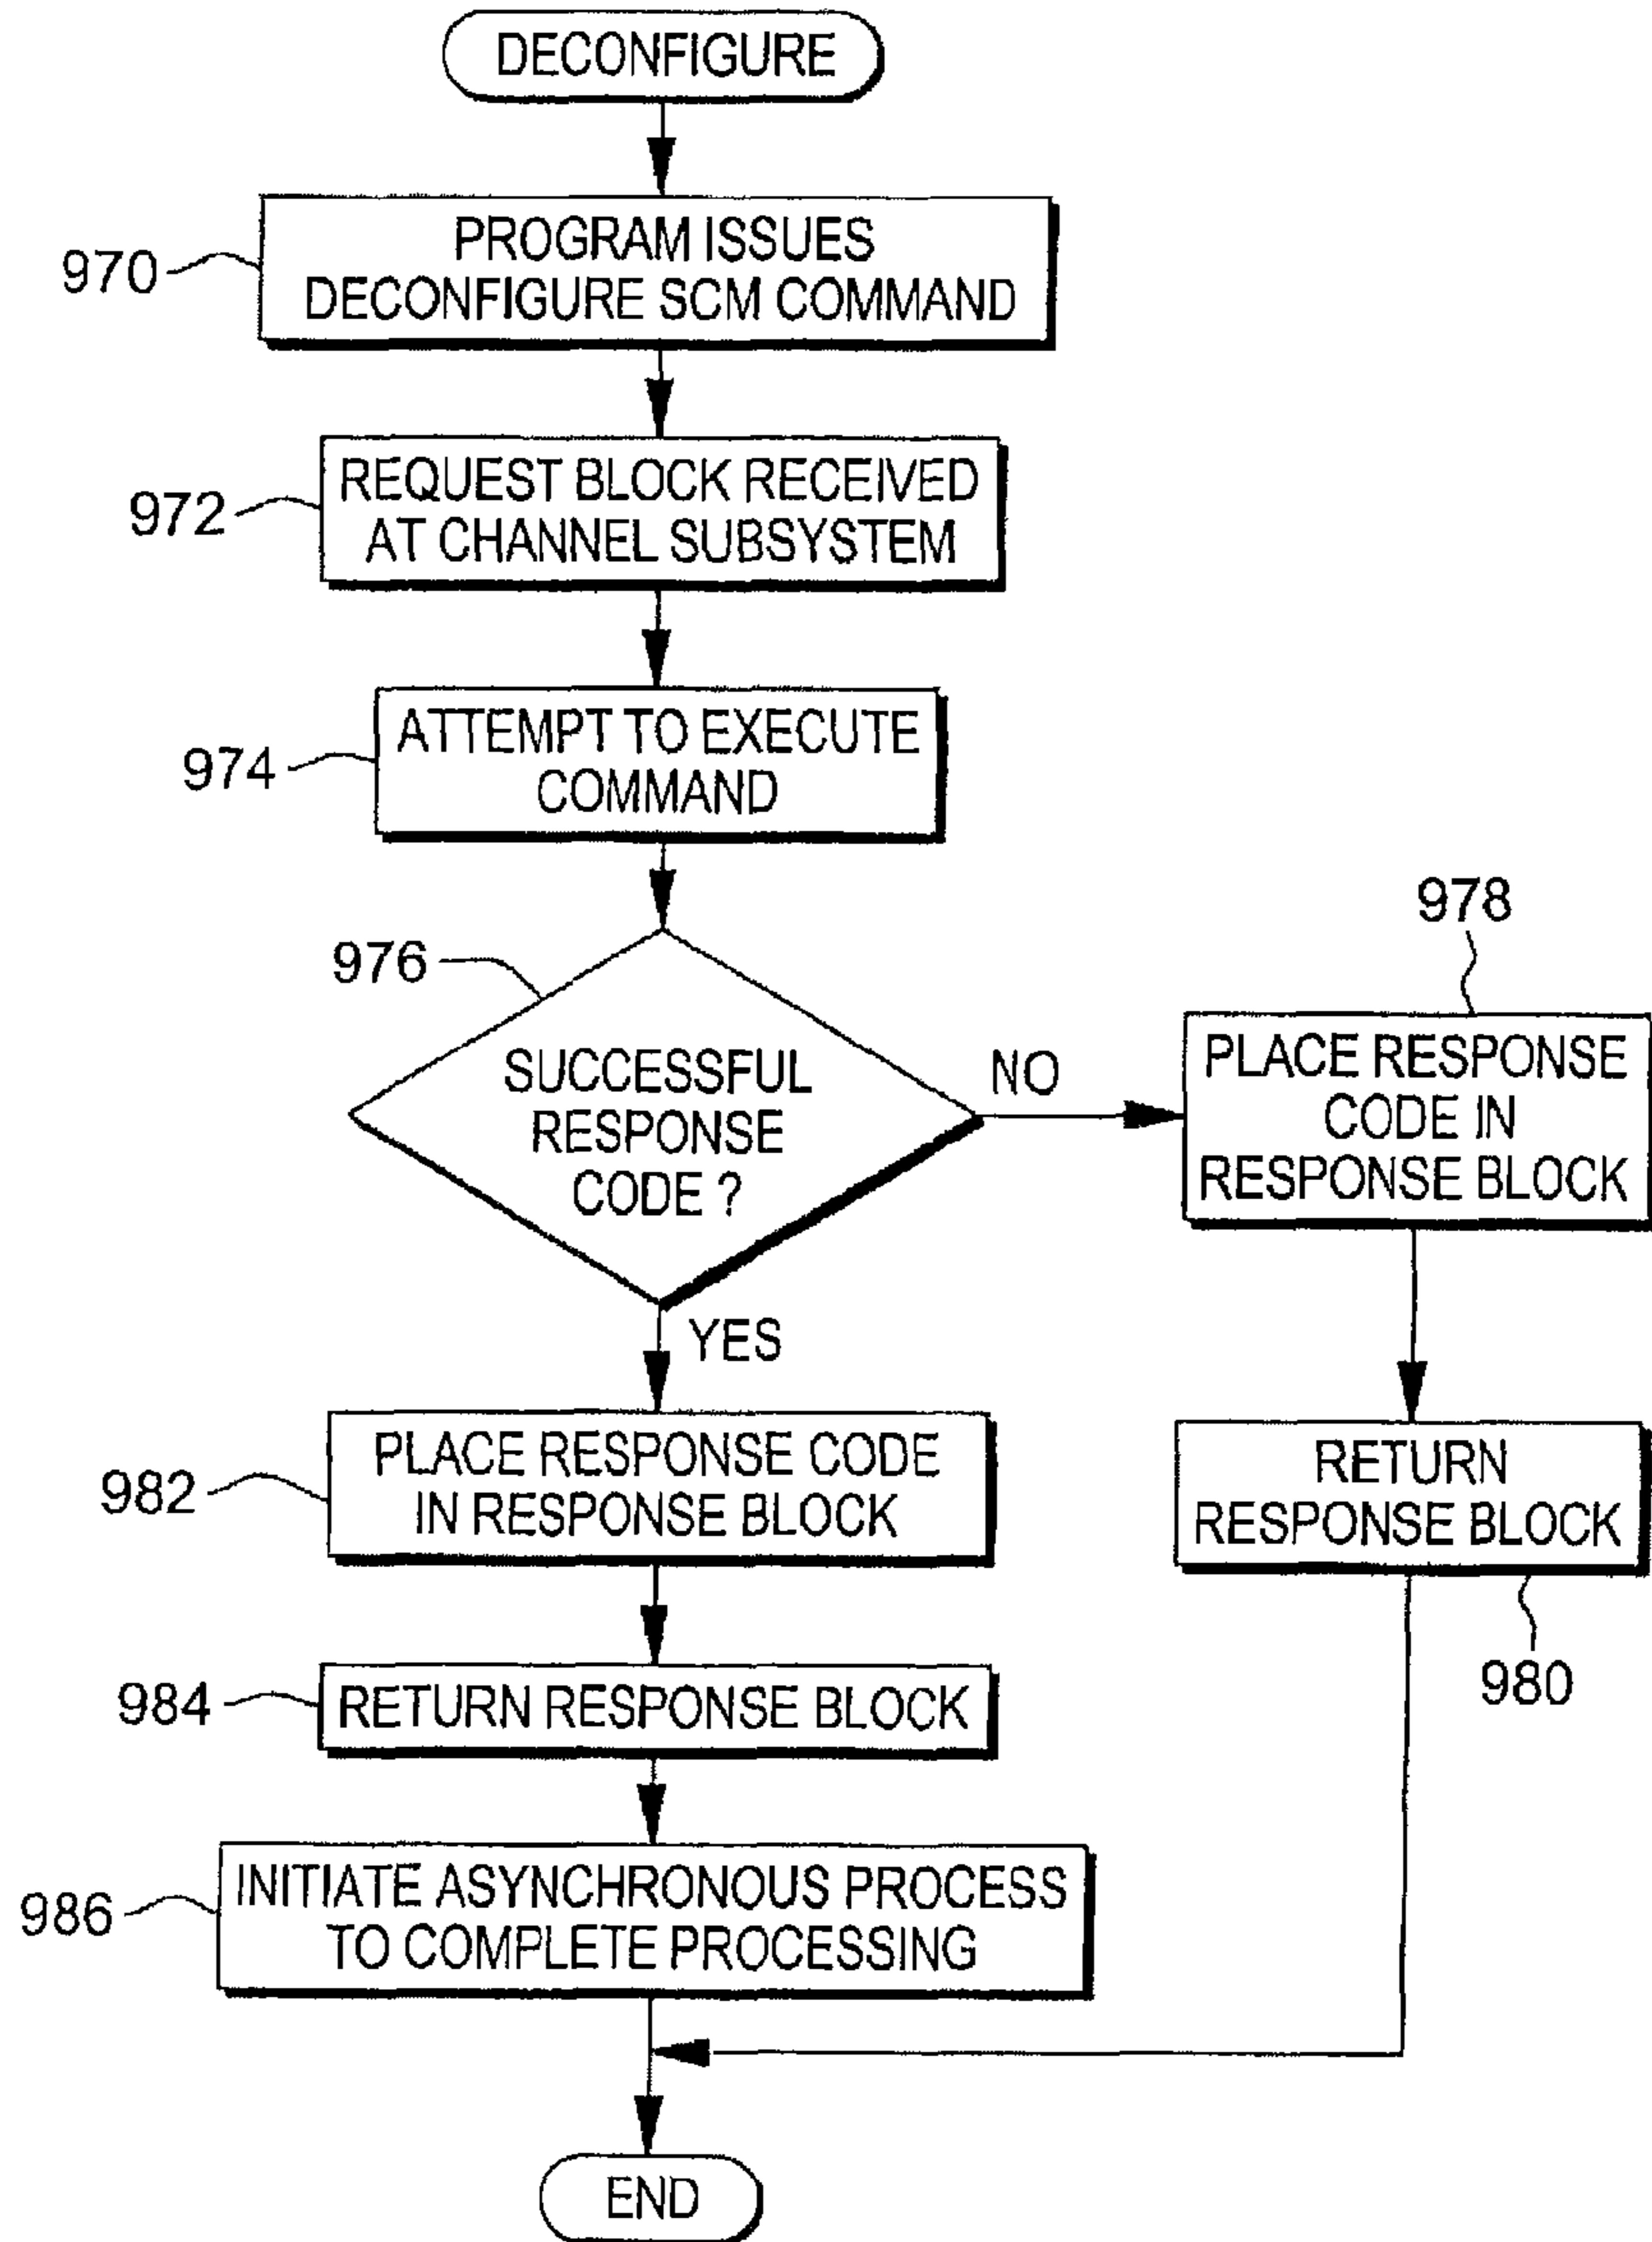 DECONFIGURE
970
PROGRAM ISSUES
DECONFIGURE SCM COMMAND
972
REQUEST BLOCK RECEIVED
AT CHANNEL SUBSYSTEM
974
ATTEMPT TO EXECUTE
COMMAND
976
SUCCESSFUL
RESPONSE
CODE ?
NO
978
PLACE RESPONSE
CODE IN
RESPONSE BLOCK
YES
982
PLACE RESPONSE CODE
IN RESPONSE BLOCK
RETURN
RESPONSE BLOCK
980
984
RETURN RESPONSE BLOCK
986
INITIATE ASYNCHRONOUS PROCESS
TO COMPLETE PROCESSING
END